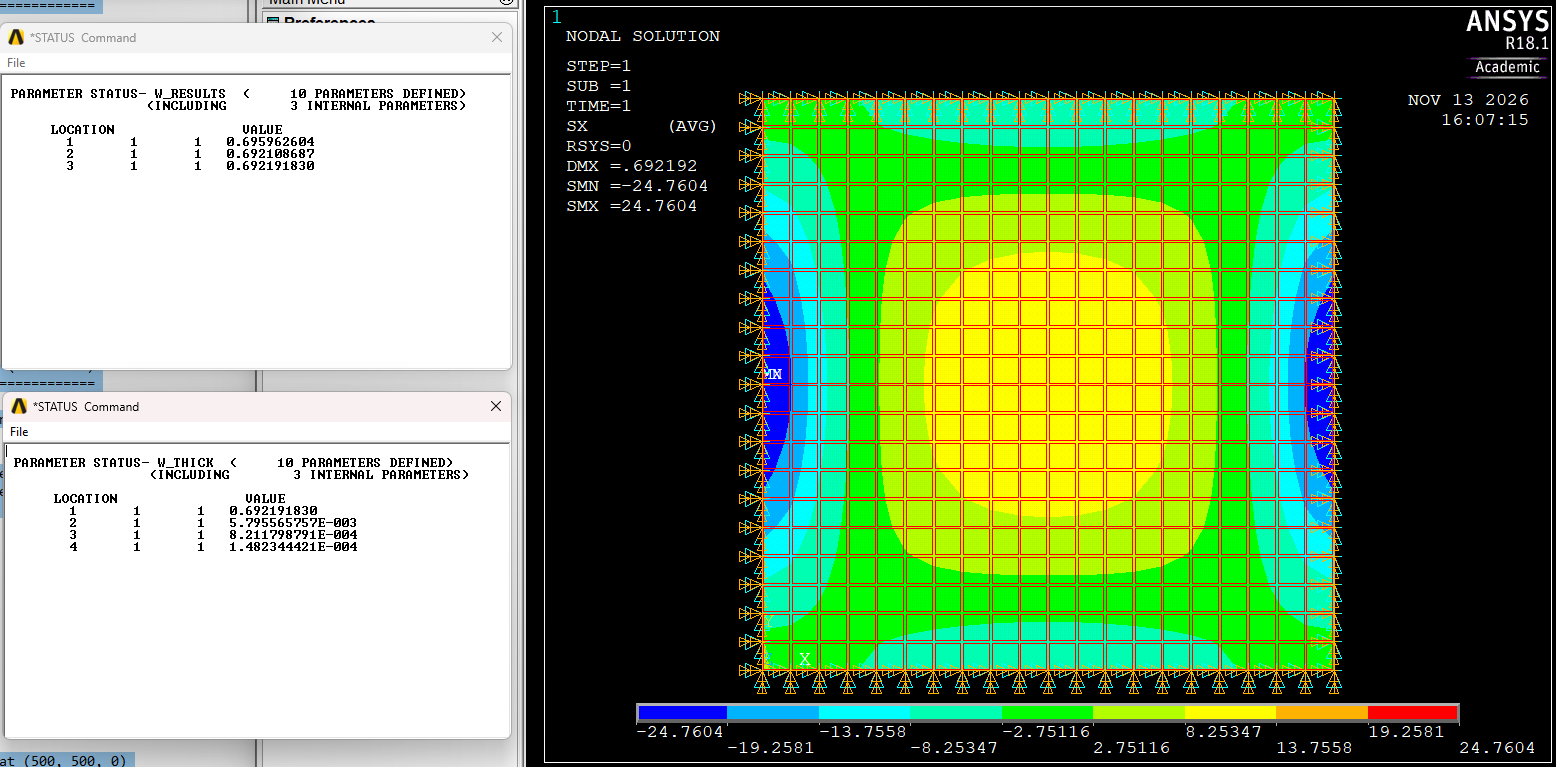 ============
Main Menu
Preferences
*STATUS Command
File
PARAMETER STATUS- W_RESULTS ( 10 PARAMETERS DEFINED)
(INCLUDING 3 INTERNAL PARAMETERS)
LOCATION VALUE
1 1 1 0.695962604
2 1 1 0.692108687
3 1 1 0.692191830
============
*STATUS Command
File
PARAMETER STATUS- W_THICK ( 10 PARAMETERS DEFINED)
(INCLUDING 3 INTERNAL PARAMETERS)
LOCATION VALUE
1 1 1 0.692191830
2 1 1 5.795565757E-003
3 1 1 8.211798791E-004
4 1 1 1.482344421E-004
at (500, 500, 0)
1
NODAL SOLUTION
STEP=1
SUB =1
TIME=1
SX (AVG)
RSYS=0
DMX =.692192
SMN =-24.7604
SMX =24.7604
ANSYS
R18.1
Academic
NOV 13 2026
16:07:15
MN
X
-24.7604
-19.2581
-13.7558
-8.25347
-2.75116
2.75116
8.25347
13.7558
19.2581
24.7604